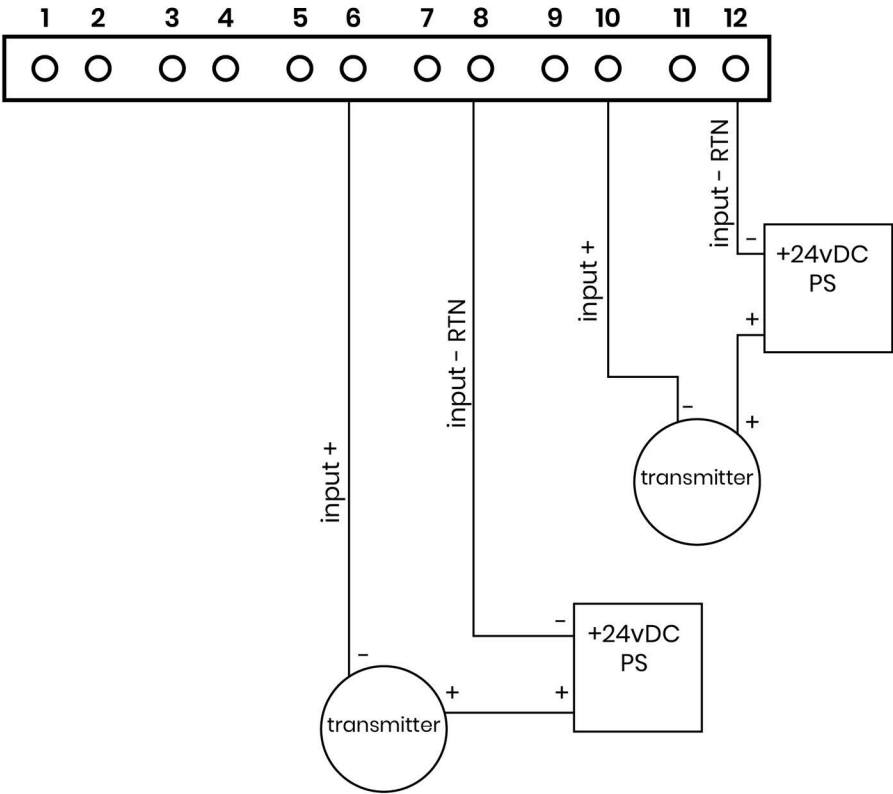 1 2 3 4 5 6 7 8 9 10 11 12
input - RTN
- +24vDC
PS
+
input +
input - RTN
- +
transmitter
input +
- +24vDC
PS
-
+ +
transmitter